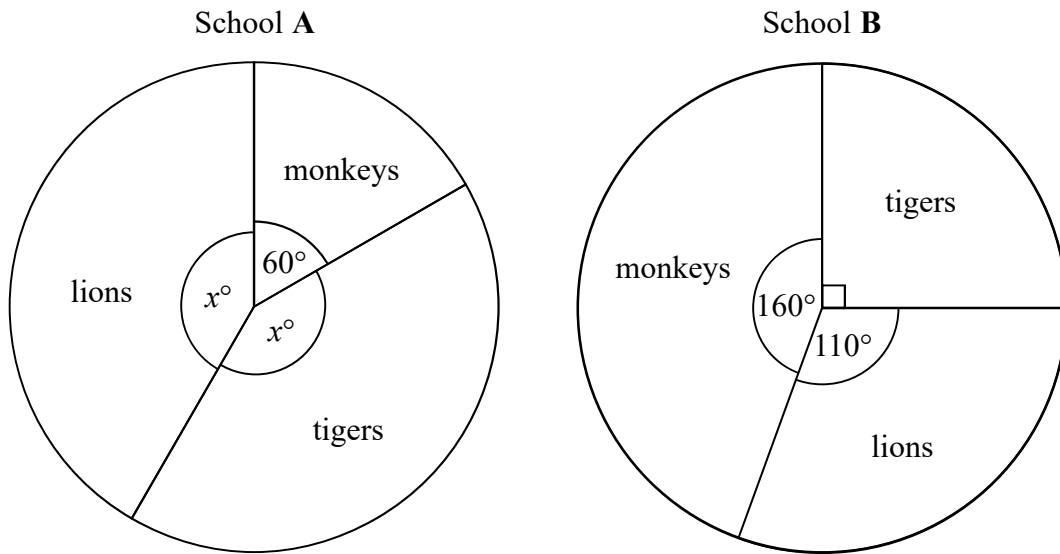 School A
School B
monkeys
lions
60°
x°
x°
tigers
tigers
monkeys
160°
110°
lions